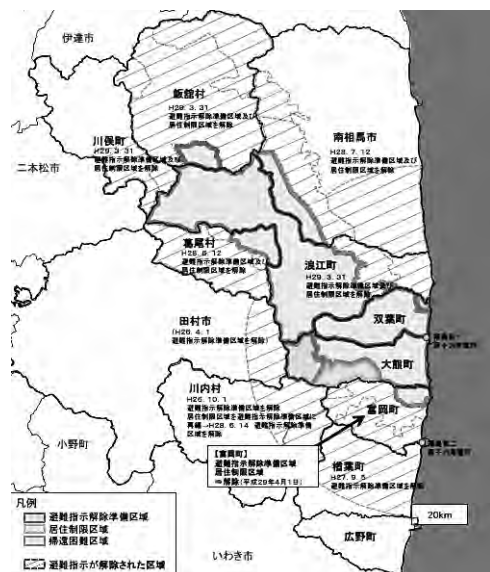 伊達市
飯舘村
H29.3.31
避難指示解除準備区域及び
居住制限区域を解除
川俣町
H29.3.31
避難指示解除準備区域及び
居住制限区域を解除
二本松市
南相馬市
H28.7.12
避難指示解除準備区域及び
居住制限区域を解除
葛尾村
H28.6.12
避難指示解除準備区域及び
居住制限区域を解除
浪江町
H29.3.31
避難指示解除準備区域及び
居住制限区域を解除
双葉町
田村市
(H26.4.1
避難指示解除準備区域を解除)
大熊町
川内村
H26.10.1
避難指示解除準備区域を解除
居住制限区域を避難指示解除準備区域に
再編→H28.6.14 避難指示解除準備
区域を解除
富岡町
小野町
【富岡町】
避難指示解除準備区域
居住制限区域
⇒解除(平成29年4月1日)
福島第二
原子力発電所
楢葉町
H27.9.5
避難指示解除準備区域を解除
凡例
避難指示解除準備区域
居住制限区域
帰還困難区域
避難指示が解除された区域
20km
広野町
いわき市